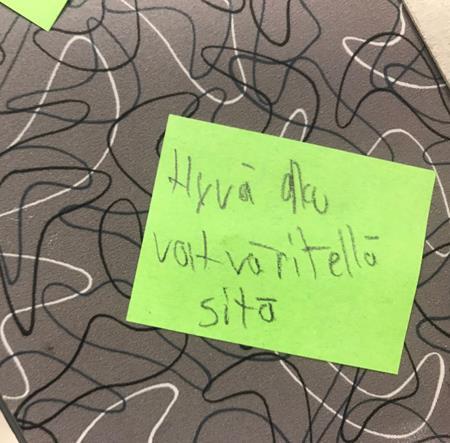 Hyvä alku
voit väritellä
sitä